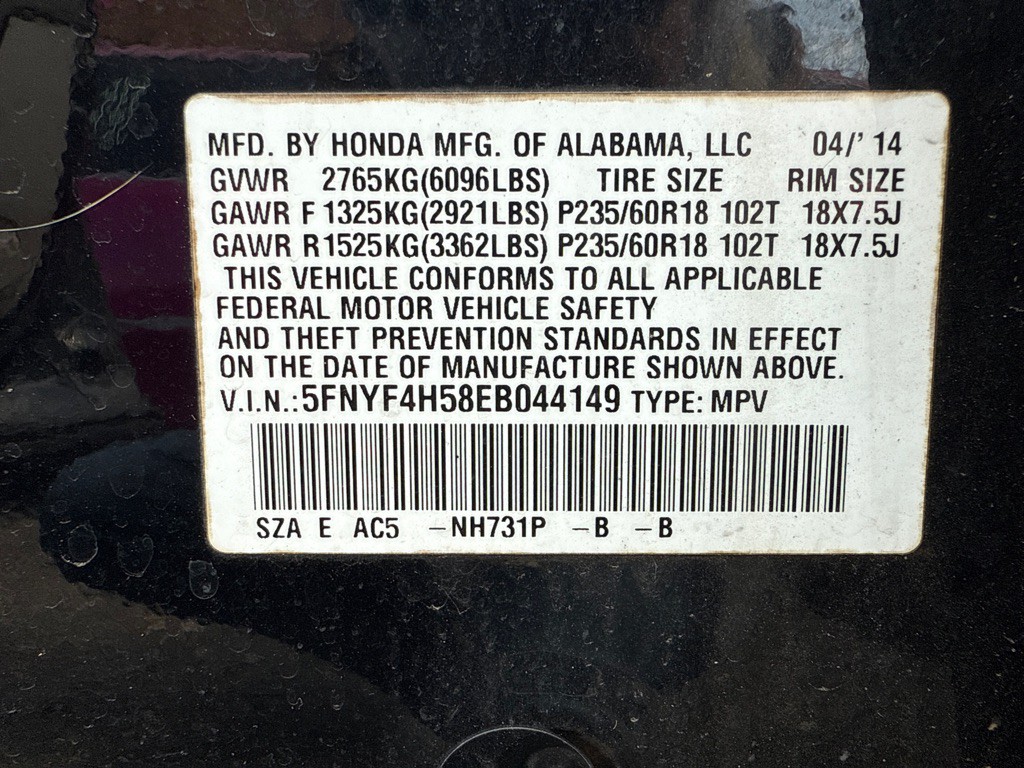 MFD. BY HONDA MFG. OF ALABAMA, LLC 04/' 14
GVWR 2765KG(6096LBS) TIRE SIZE RIM SIZE
GAWR F 1325KG(2921LBS) P235/60R18 102T 18X7.5J
GAWR R1525KG(3362LBS) P235/60R18 102T 18X7.5J
THIS VEHICLE CONFORMS TO ALL APPLICABLE
FEDERAL MOTOR VEHICLE SAFETY
AND THEFT PREVENTION STANDARDS IN EFFECT
ON THE DATE OF MANUFACTURE SHOWN ABOVE.
V.I.N.:5FNYF4H58EB044149 TYPE: MPV
SZA E AC5 –NH731P –B –B